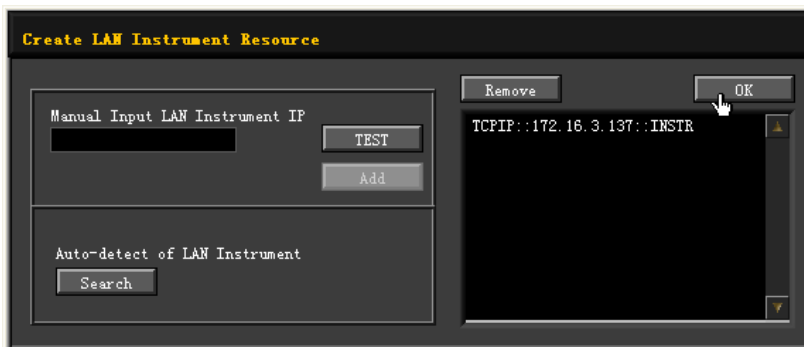 Create LAN Instrument Resource
Manual Input LAN Instrument IP
TEST
Add
Auto-detect of LAN Instrument
Search
Remove
OK
TCPIP::172.16.3.137::INSTR